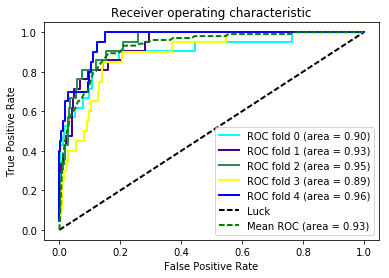 Receiver operating characteristic
True Positive Rate
1.0
0.8
0.6
0.4
0.2
0.0
ROC fold 0 (area = 0.90)
ROC fold 1 (area = 0.93)
ROC fold 2 (area = 0.95)
ROC fold 3 (area = 0.89)
ROC fold 4 (area = 0.96)
Luck
Mean ROC (area = 0.93)
0.0 0.2 0.4 0.6 0.8 1.0
False Positive Rate